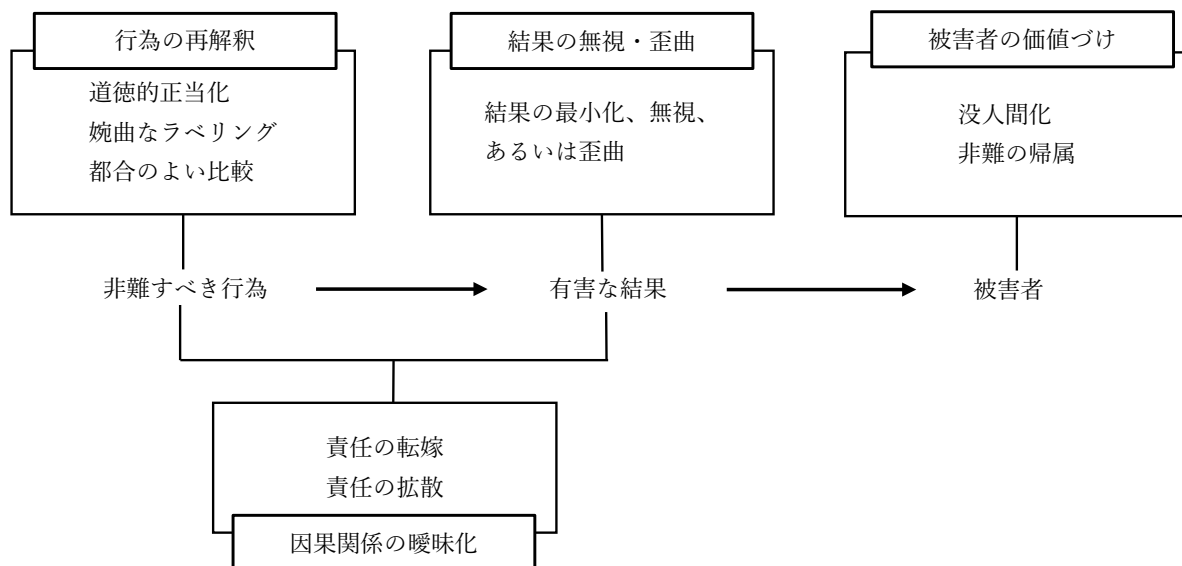 行為の再解釈
道徳的正当化
婉曲なラベリング
都合のよい比較
結果の無視・歪曲
結果の最小化、無視、
あるいは歪曲
被害者の価値づけ
没人間化
非難の帰属
非難すべき行為
有害な結果
被害者
責任の転嫁
責任の拡散
因果関係の曖昧化